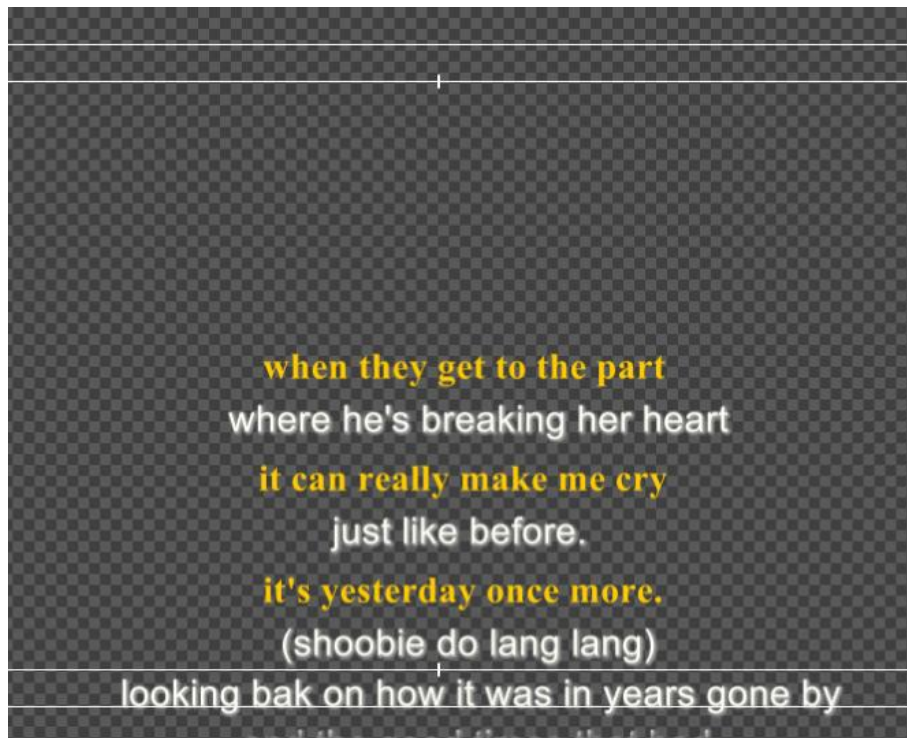 when they get to the part
where he's breaking her heart
it can really make me cry
just like before.
it's yesterday once more.
(shoobie do lang lang)
looking bak on how it was in years gone by